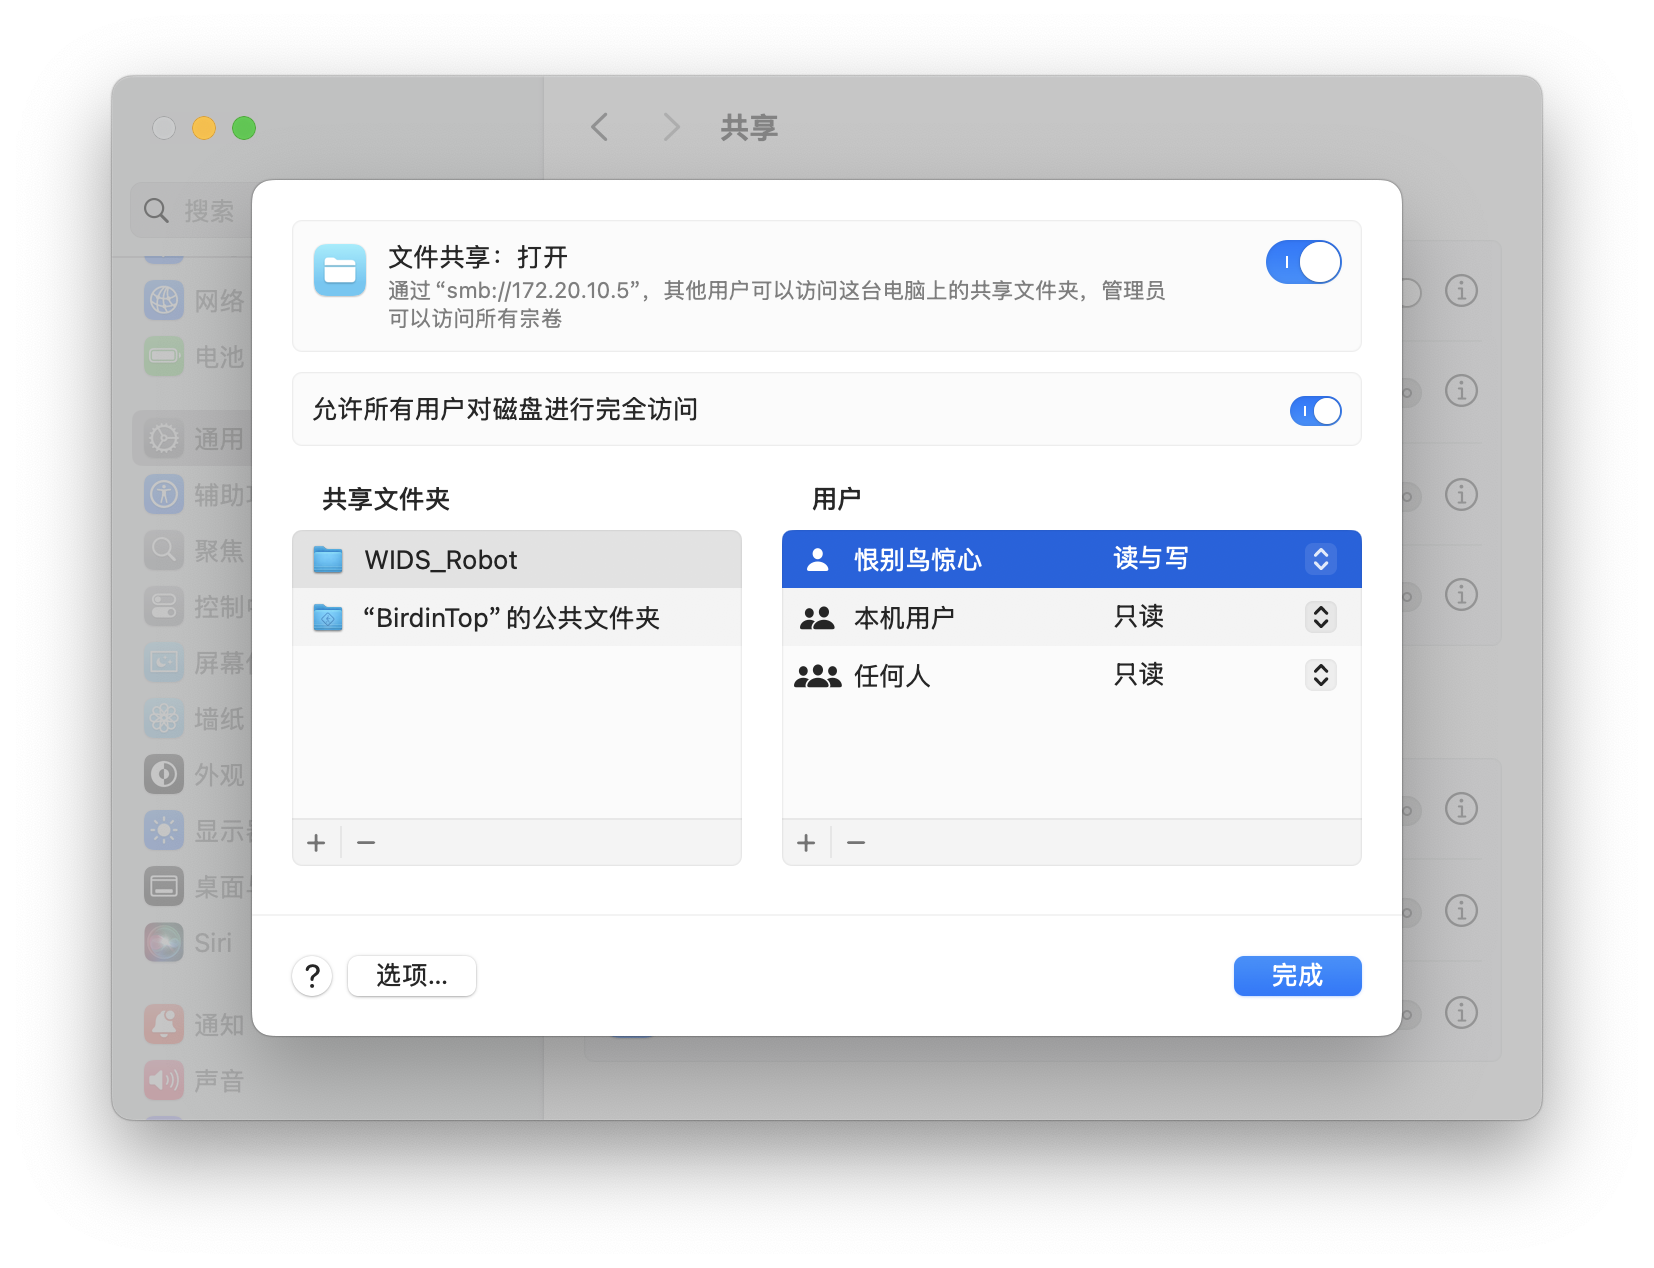 共享
搜索
文件共享：打开
通过“smb://172.20.10.5”，其他用户可以访问这台电脑上的共享文件夹，管理员
可以访问所有宗卷
网络
电池
允许所有用户对磁盘进行完全访问
通用
辅助
聚焦
控制
屏幕
墙纸
外观
显示
桌面
Siri
通知
声音
共享文件夹
WIDS_Robot
“BirdinTop”的公共文件夹
用户
恨别鸟惊心 读与写
本机用户 只读
任何人 只读
选项...
完成